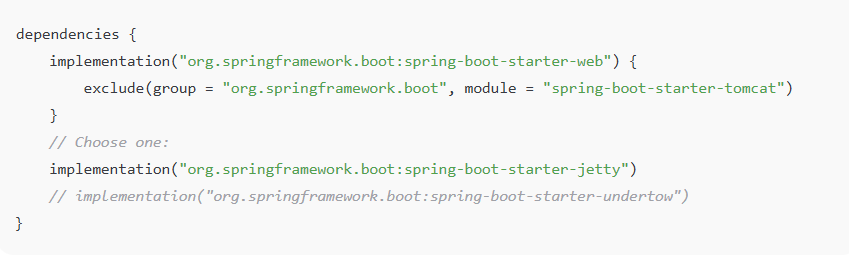 dependencies {
    implementation("org.springframework.boot:spring-boot-starter-web") {
        exclude(group = "org.springframework.boot", module = "spring-boot-starter-tomcat")
    }
    // Choose one:
    implementation("org.springframework.boot:spring-boot-starter-jetty")
    // implementation("org.springframework.boot:spring-boot-starter-undertow")
}